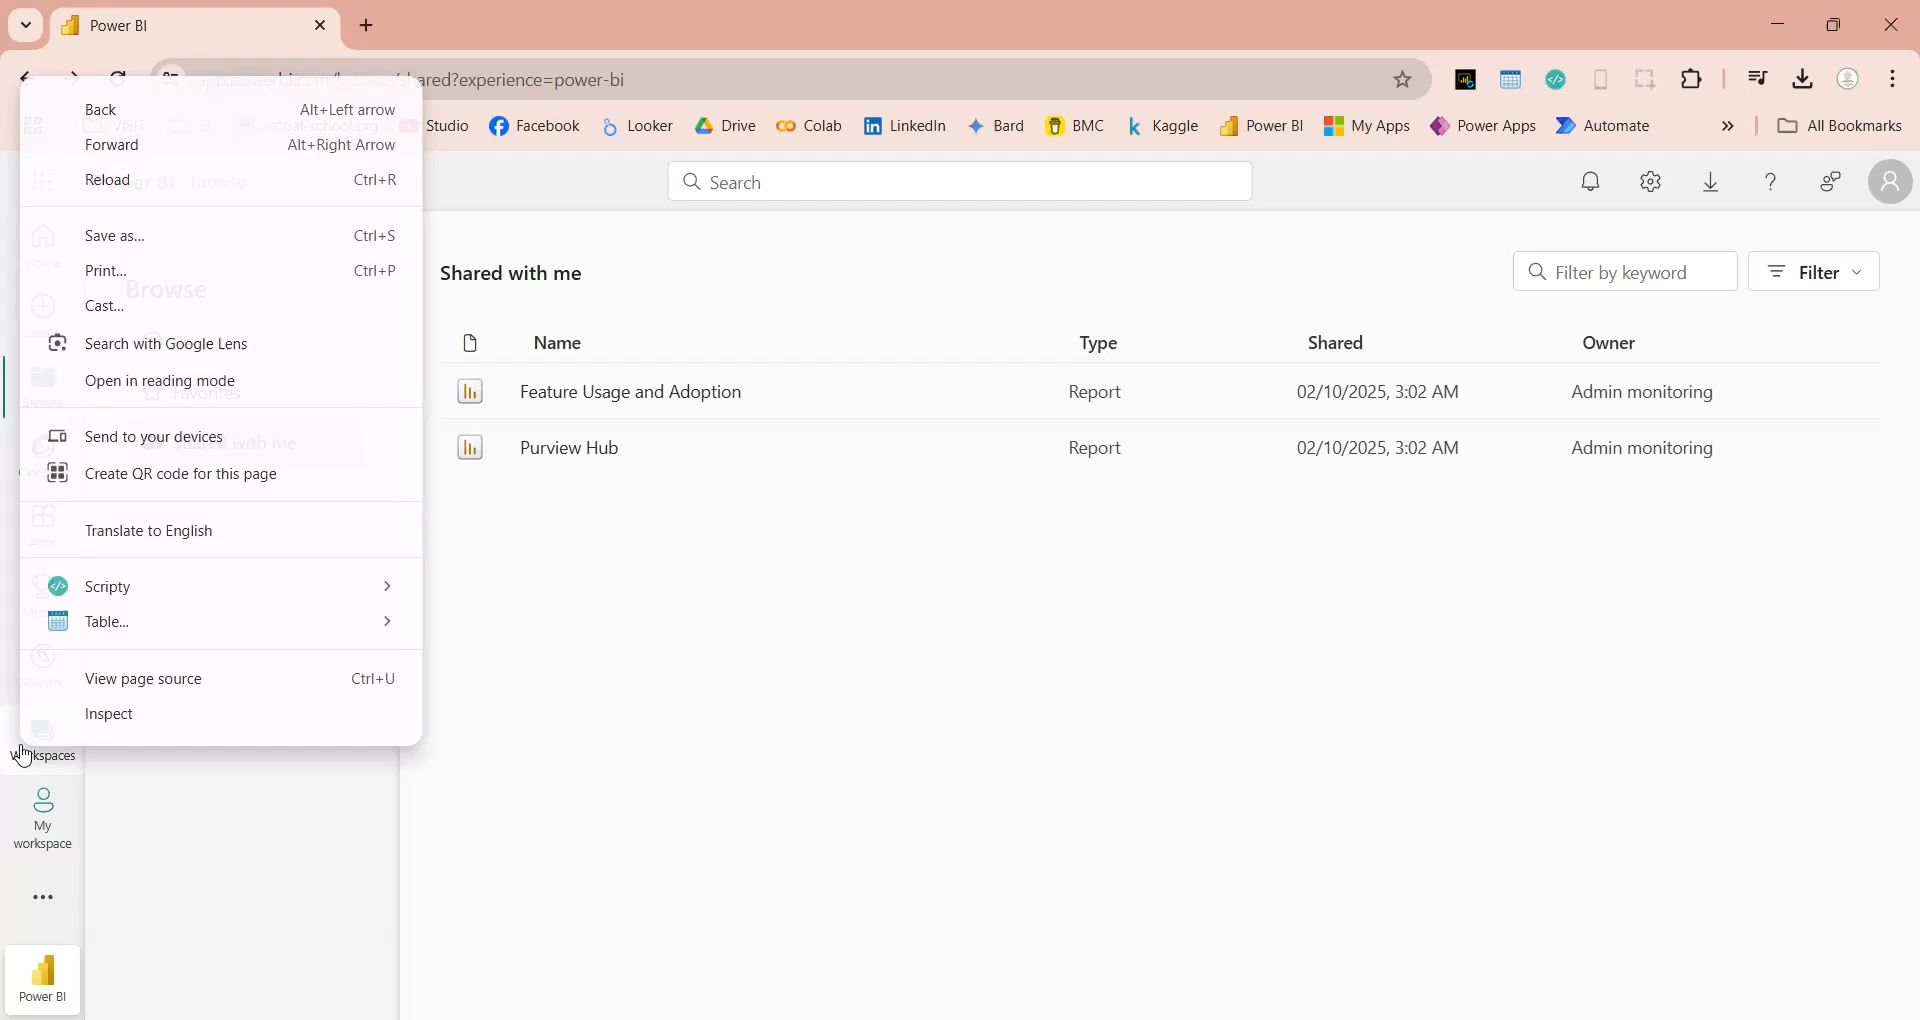 Power BI
ared?experience=power-bi
Studio
Facebook
Looker
Drive
Colab
LinkedIn
Bard
BMC
Kaggle
Power BI
My Apps
Power Apps
Automate
All Bookmarks
Back Alt+Left arrow
Forward Alt+Right Arrow
Reload Ctrl+R
Save as... Ctrl+S
Print... Ctrl+P
Browse
Cast...
Search with Google Lens
Open in reading mode
Favorites
Send to your devices
Shared with me
Create QR code for this page
Translate to English
Scripty
Table...
View page source Ctrl+U
Inspect
My
workspace
Power BI
Search
Shared with me
Filter by keyword
Filter
Name Type Shared Owner
Feature Usage and Adoption Report 02/10/2025, 3:02 AM Admin monitoring
Purview Hub Report 02/10/2025, 3:02 AM Admin monitoring